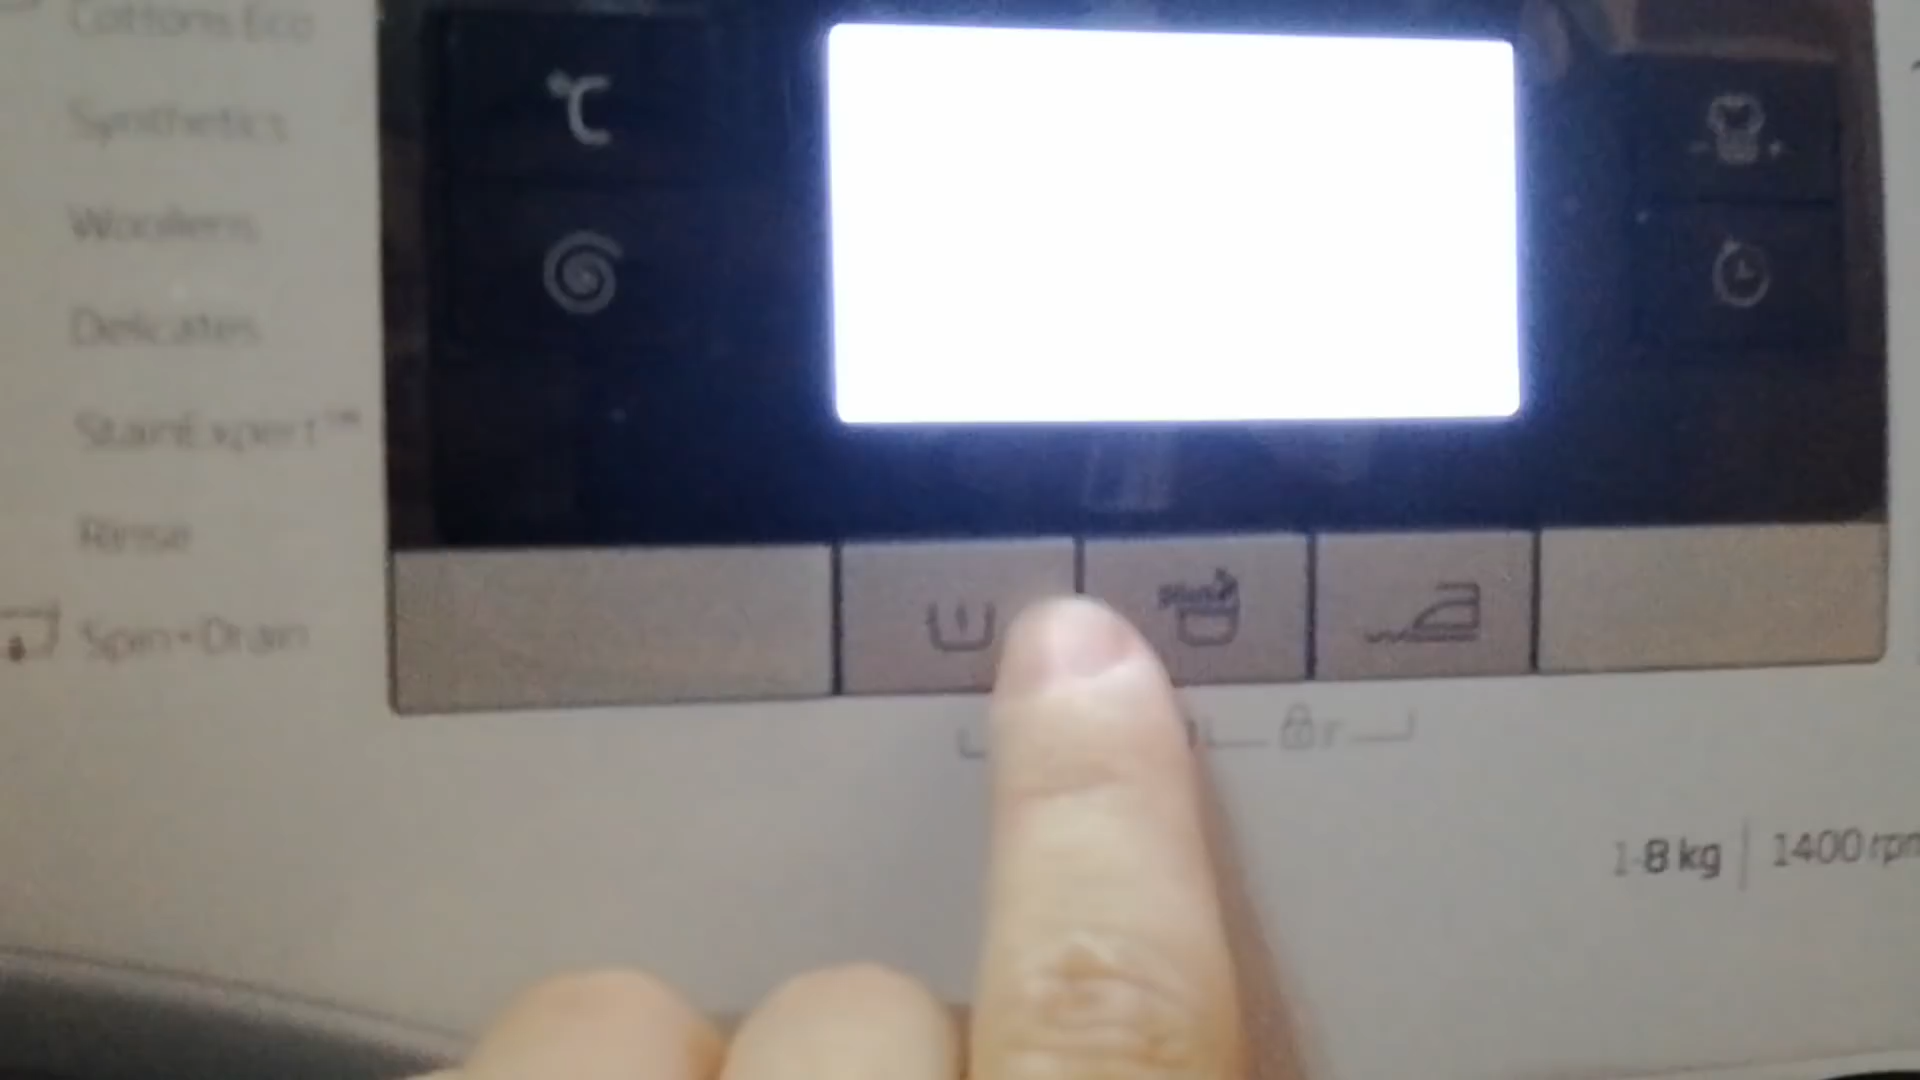 Cottons Eco
°C
Synthetics
Woollens
Delicates
StainExpert™
Rinse
Spin+Drain
1-8 kg | 1400 rpm